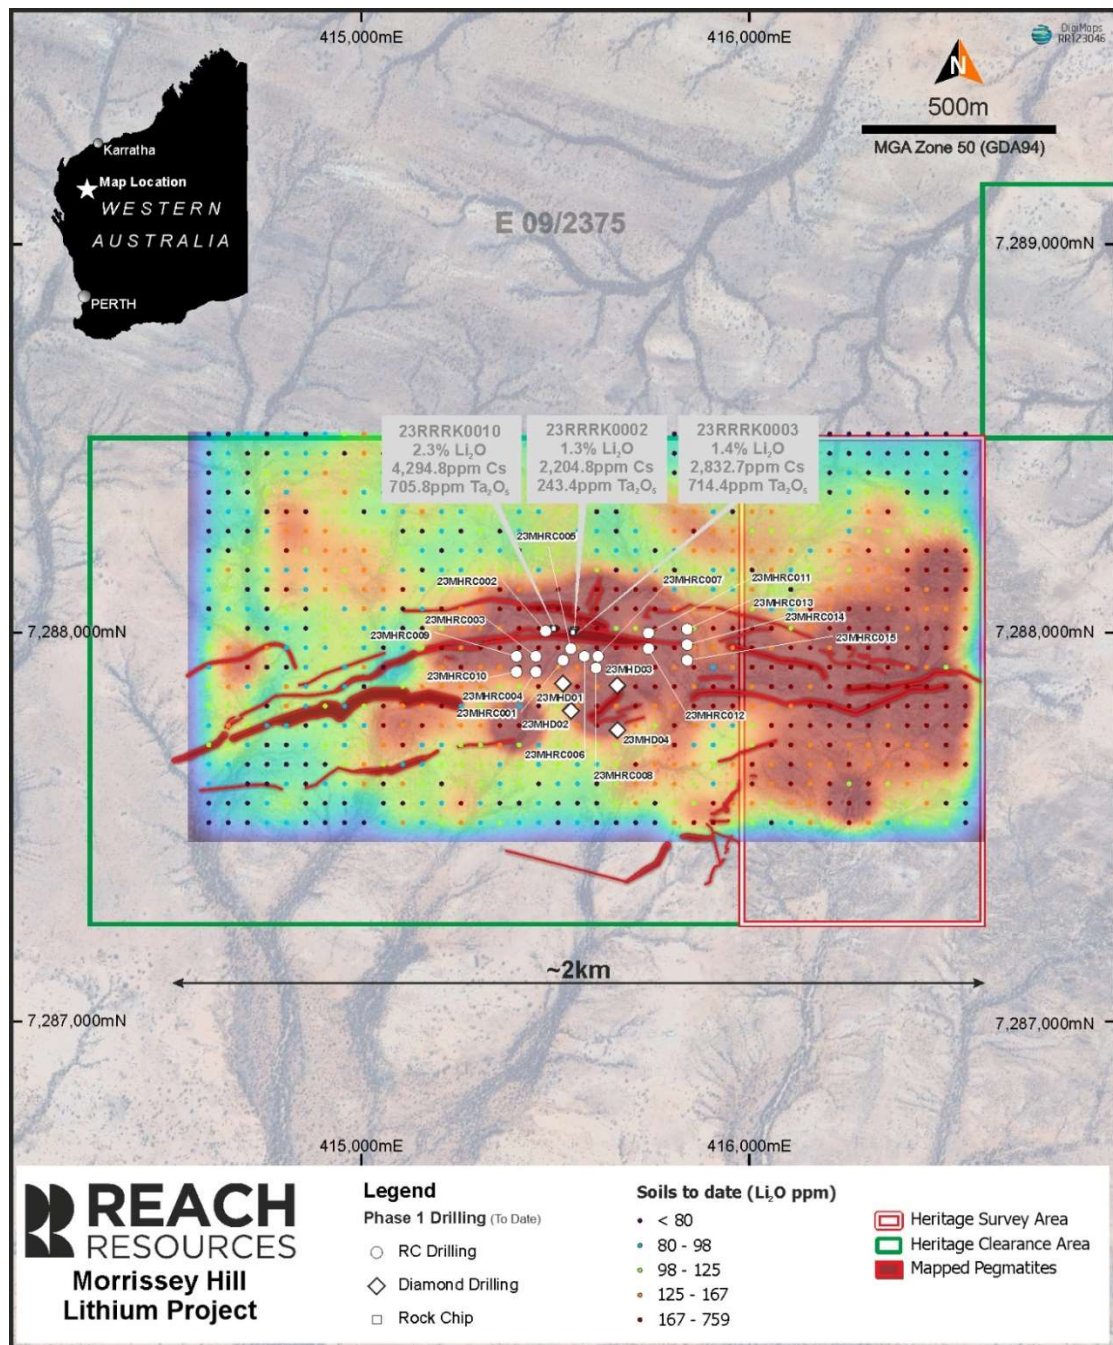 415,000mE
416,000mE
DigiMaps
RR123046
N
500m
MGA Zone 50 (GDA94)
Karratha
Map Location
WESTERN
AUSTRALIA
PERTH
E 09/2375
7,289,000mN
7,289,000mN
23RRRK0010
2.3% Li₂O
4,294.8ppm Cs
705.8ppm Ta₂O₅
23RRRK0002
1.3% Li₂O
2,204.8ppm Cs
243.4ppm Ta₂O₅
23RRRK0003
1.4% Li₂O
2,832.7ppm Cs
714.4ppm Ta₂O₅
23MHRC005
23MHRC002
23MHRC007
23MHRC011
23MHRC003
23MHRC013
23MHRC014
23MHRC009
23MHRC015
7,288,000mN
7,288,000mN
23MHRC010
23MHD03
23MHRC004
23MHD01
23MHRC001
23MHRC012
23MHD02
23MHD04
23MHRC006
23MHRC008
~2km
7,287,000mN
7,287,000mN
415,000mE
416,000mE
REACH
RESOURCES
Morrissey Hill
Lithium Project
Legend
Phase 1 Drilling (To Date)
RC Drilling
Diamond Drilling
Rock Chip
Soils to date (Li₂O ppm)
< 80
80 - 98
98 - 125
125 - 167
167 - 759
Heritage Survey Area
Heritage Clearance Area
Mapped Pegmatites